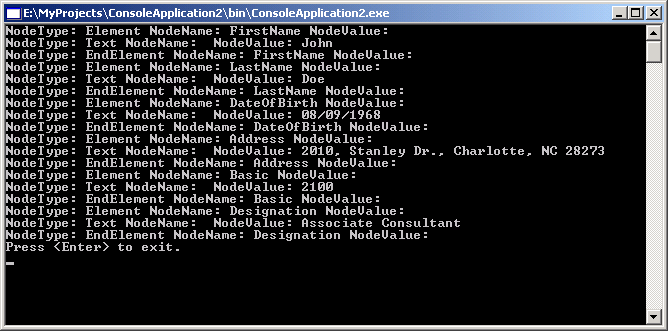 E:\MyProjects\ConsoleApplication2\bin\ConsoleApplication2.exe
NodeType: Element NodeName: FirstName NodeValue:
NodeType: Text NodeName:  NodeValue: John
NodeType: EndElement NodeName: FirstName NodeValue:
NodeType: Element NodeName: LastName NodeValue:
NodeType: Text NodeName:  NodeValue: Doe
NodeType: EndElement NodeName: LastName NodeValue:
NodeType: Element NodeName: DateOfBirth NodeValue:
NodeType: Text NodeName:  NodeValue: 08/09/1968
NodeType: EndElement NodeName: DateOfBirth NodeValue:
NodeType: Element NodeName: Address NodeValue:
NodeType: Text NodeName:  NodeValue: 2010, Stanley Dr., Charlotte, NC 28273
NodeType: EndElement NodeName: Address NodeValue:
NodeType: Element NodeName: Basic NodeValue:
NodeType: Text NodeName:  NodeValue: 2100
NodeType: EndElement NodeName: Basic NodeValue:
NodeType: Element NodeName: Designation NodeValue:
NodeType: Text NodeName:  NodeValue: Associate Consultant
NodeType: EndElement NodeName: Designation NodeValue:
Press <Enter> to exit.